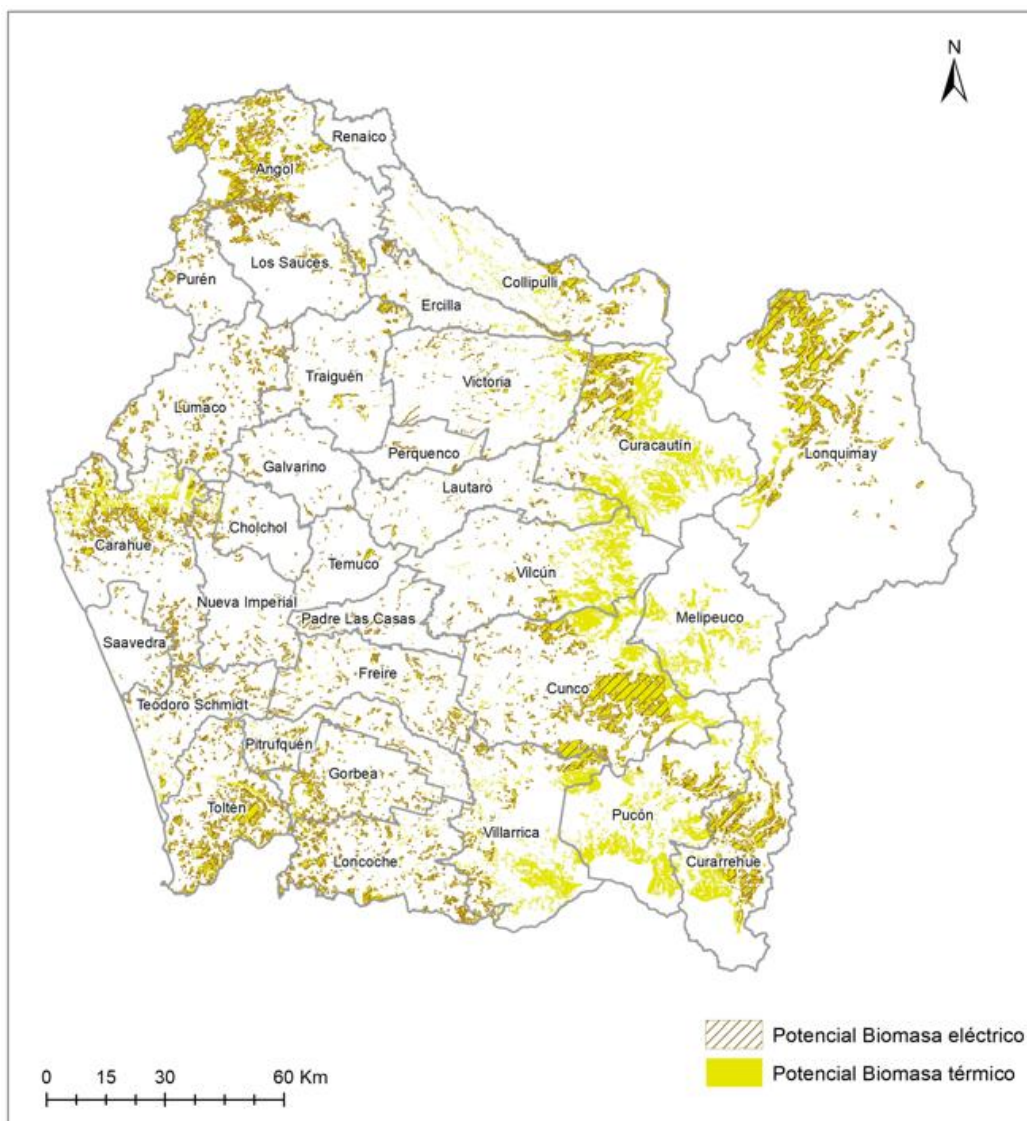 N
Renaico
Angol
Los Sauces
Purén
Collipulli
Ercilla
Traiguén
Victoria
Lumaco
Curacautín
Lonquimay
Perquenco
Galvarino
Lautaro
Cholchol
Carahue
Temuco
Vilcún
Nueva Imperial
Padre Las Casas
Melipeuco
Saavedra
Freire
Cunco
Teodoro Schmidt
Pitrufquén
Gorbea
Toltén
Villarrica
Pucón
Loncoche
Curarrehue
Potencial Biomasa eléctrico
Potencial Biomasa térmico
0 15 30 60 Km